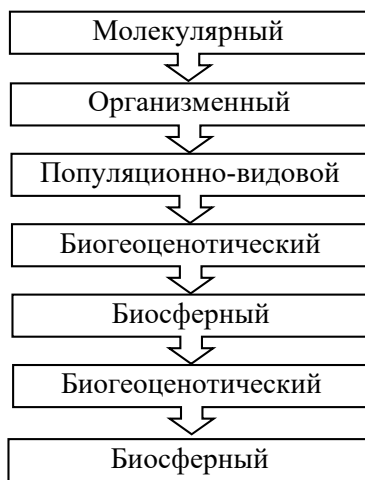 Молекулярный
Организменный
Популяционно-видовой
Биогеоценотический
Биосферный
Биогеоценотический
Биосферный